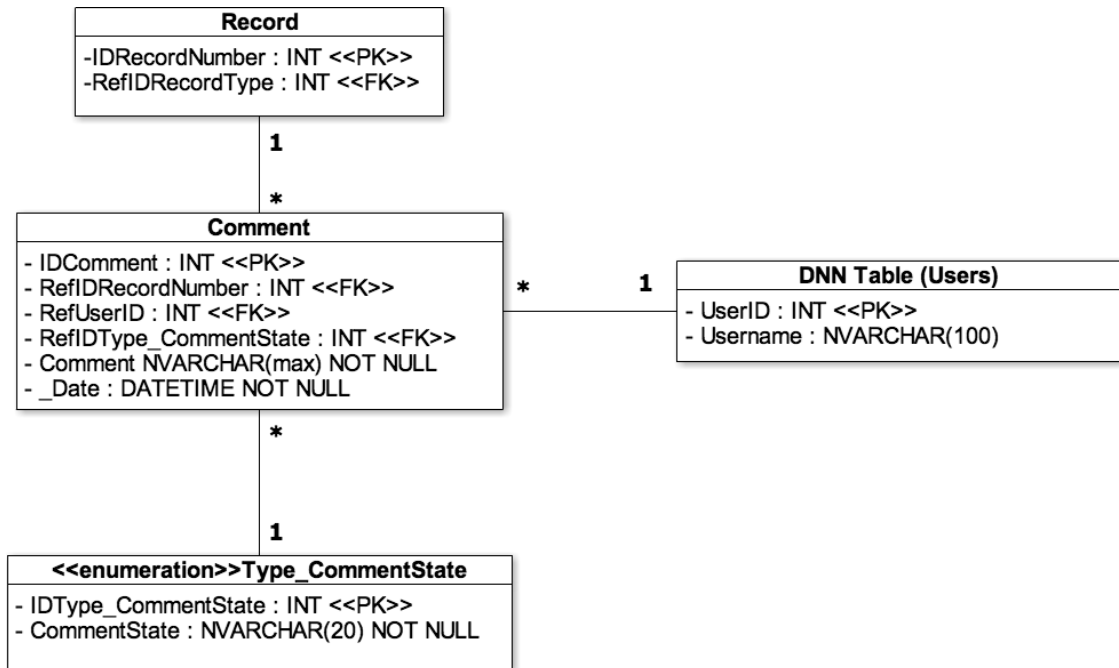 Record
-IDRecordNumber : INT <<PK>>
-RefIDRecordType : INT <<FK>>
1
*
Comment
- IDComment : INT <<PK>>
- RefIDRecordNumber : INT <<FK>>
- RefUserID : INT <<FK>>
- RefIDType_CommentState : INT <<FK>>
- Comment NVARCHAR(max) NOT NULL
- _Date : DATETIME NOT NULL
*
1
DNN Table (Users)
- UserID : INT <<PK>>
- Username : NVARCHAR(100)
*
1
<<enumeration>>Type_CommentState
- IDType_CommentState : INT <<PK>>
- CommentState : NVARCHAR(20) NOT NULL